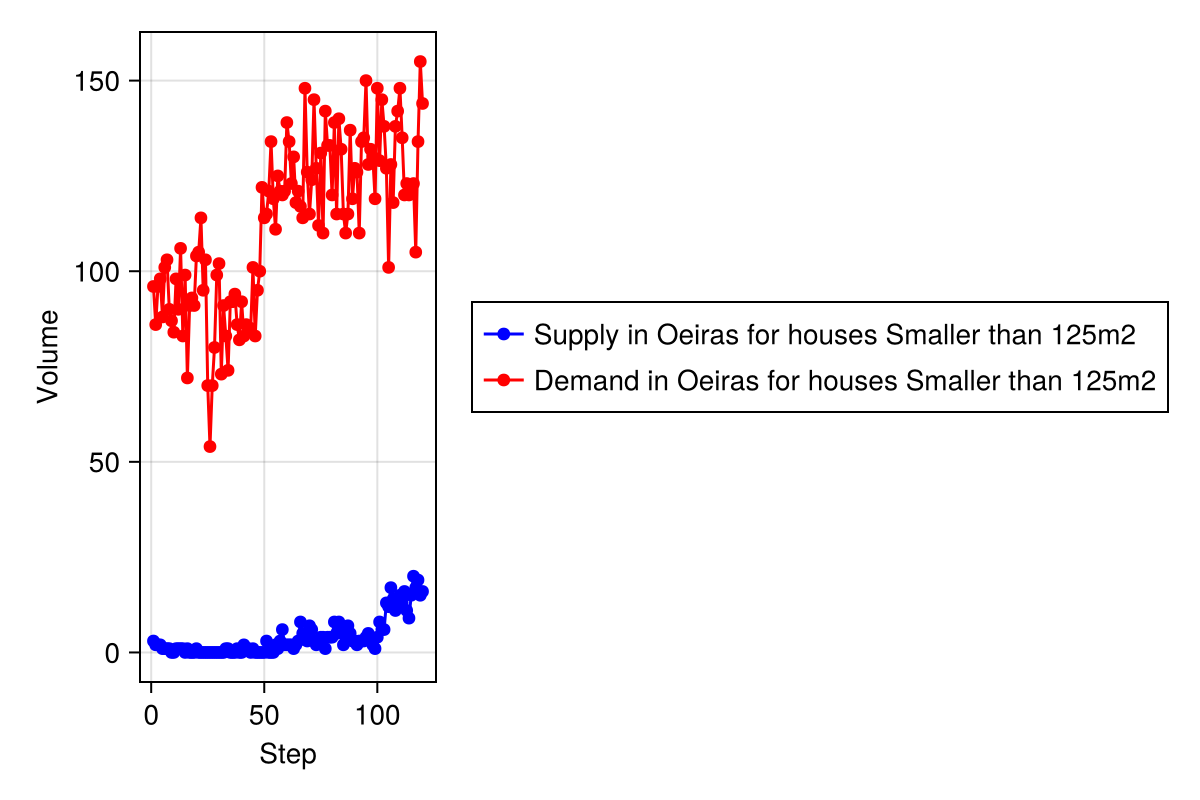 150
100
50
0
Volume
0 50 100
Step
Supply in Oeiras for houses Smaller than 125m2
Demand in Oeiras for houses Smaller than 125m2